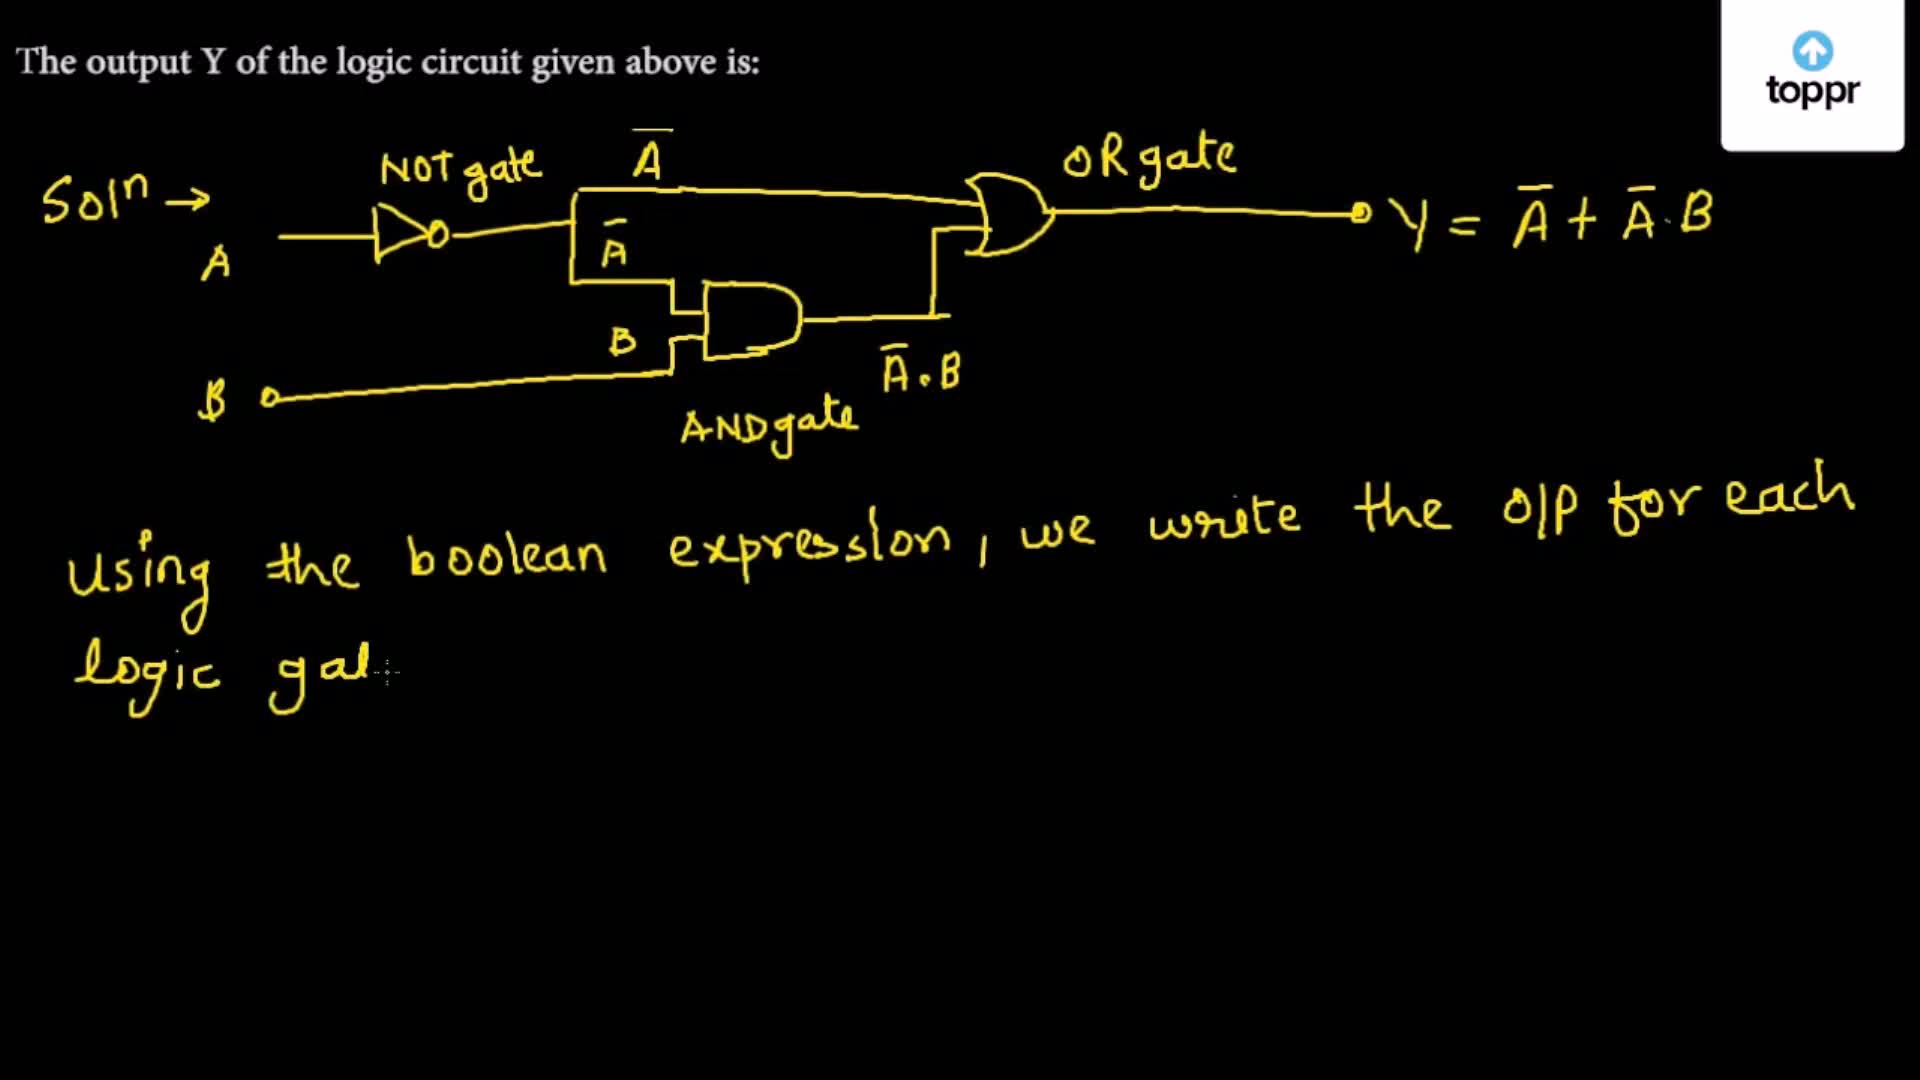 The output Y of the logic circuit given above is:
toppr
Soln →
NOT gate
A̅
OR gate
A
A̅
Y = A̅ + A̅.B
B
B
A̅.B
AND gate
Using the boolean expression, we write the O/P for each
logic gat